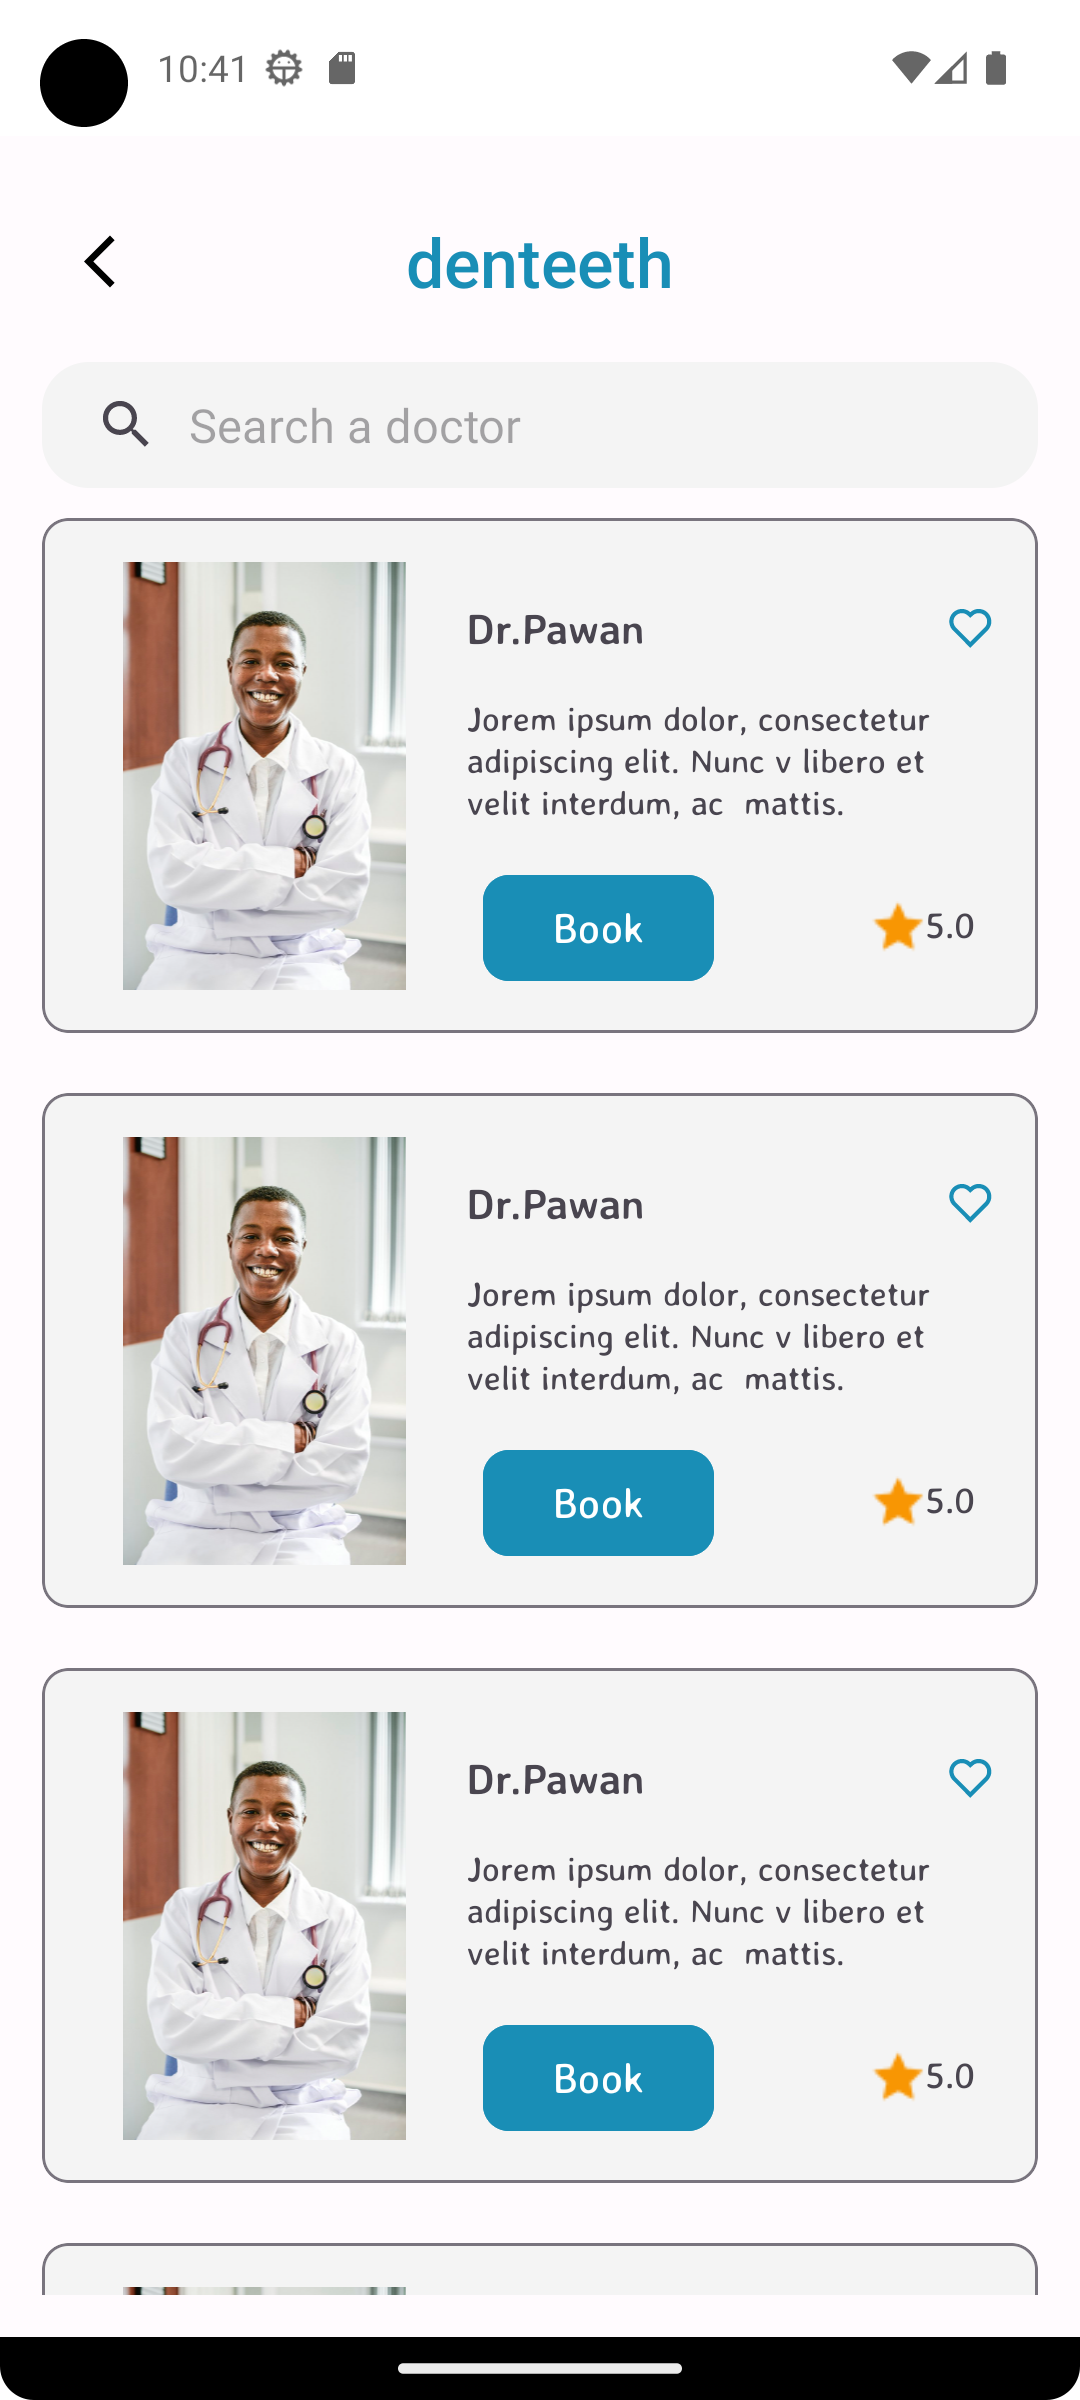 10:41
denteeth
Search a doctor
Dr.Pawan
Jorem ipsum dolor, consectetur
adipiscing elit. Nunc v libero et
velit interdum, ac  mattis.
Book
5.0
Dr.Pawan
Jorem ipsum dolor, consectetur
adipiscing elit. Nunc v libero et
velit interdum, ac  mattis.
Book
5.0
Dr.Pawan
Jorem ipsum dolor, consectetur
adipiscing elit. Nunc v libero et
velit interdum, ac  mattis.
Book
5.0